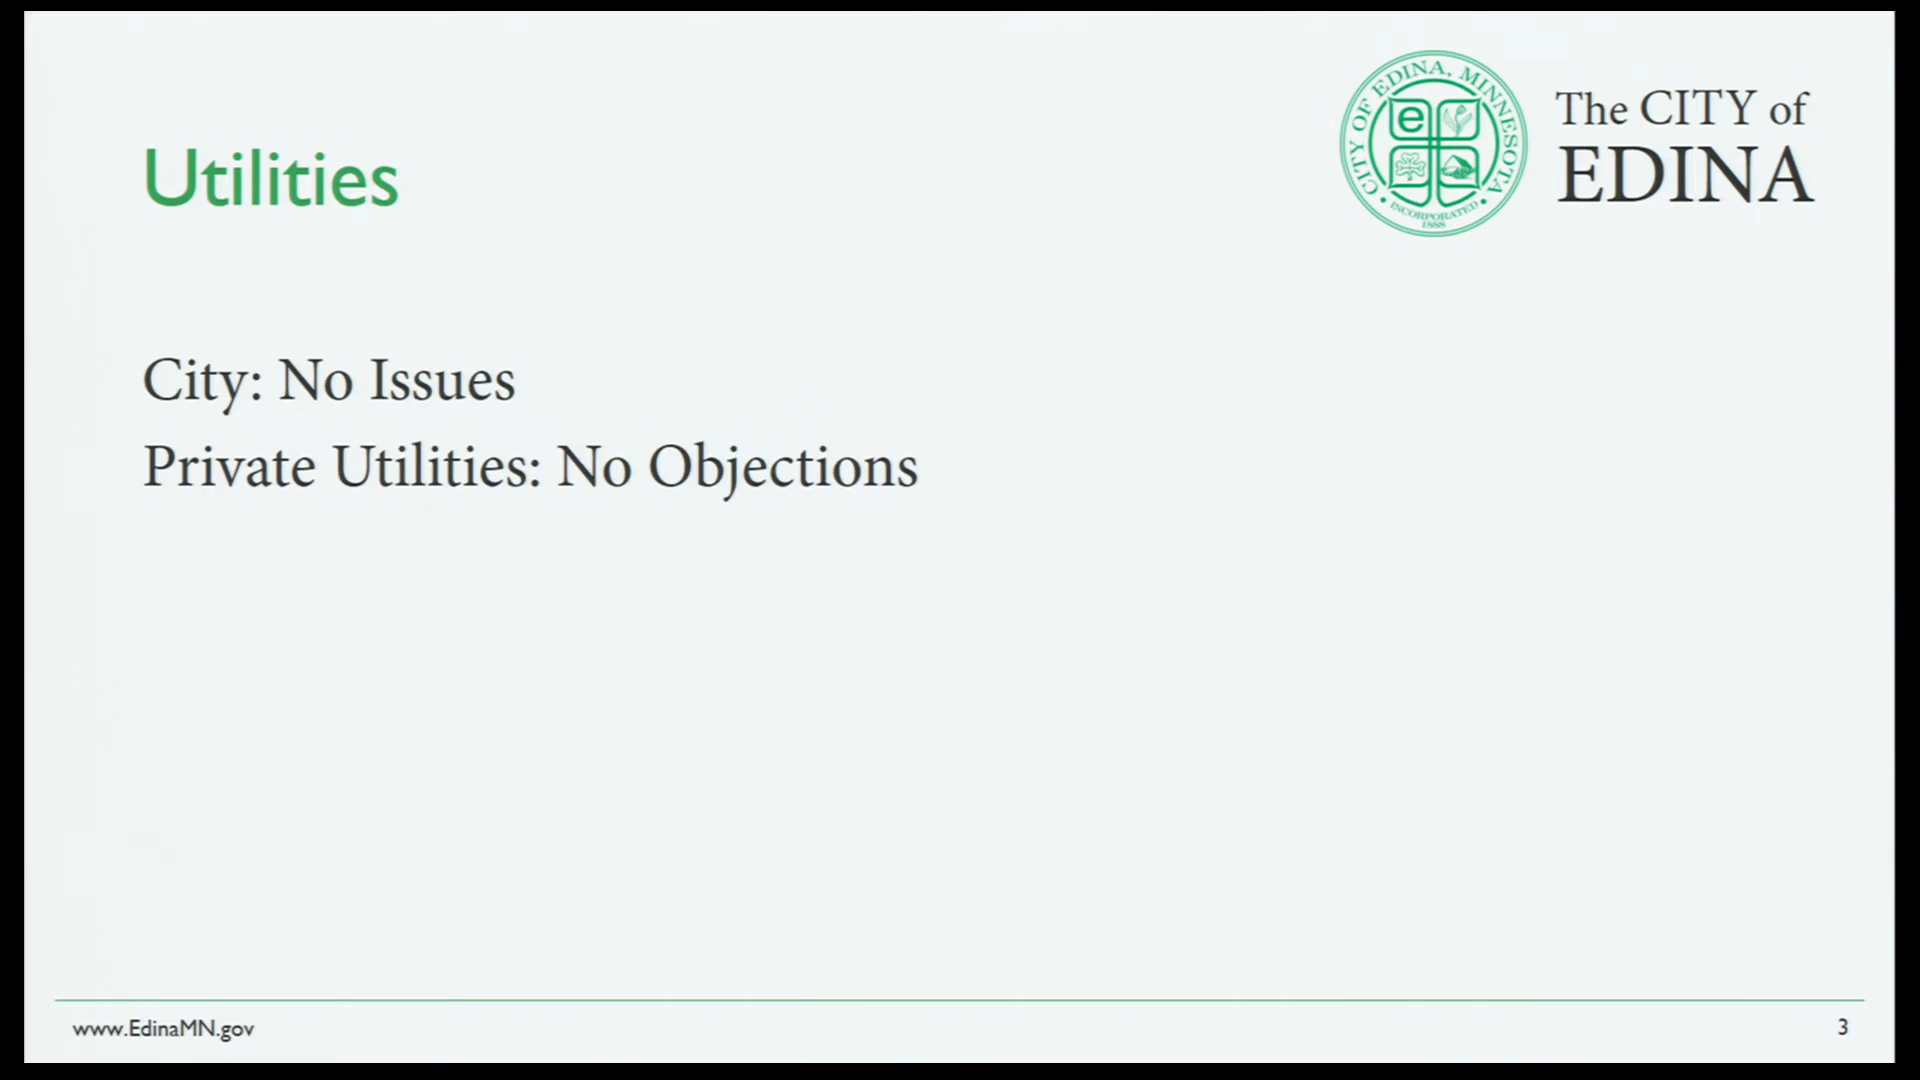 CITY OF EDINA, MINNESOTA
e
• INCORPORATED •
1888
The CITY of
EDINA
Utilities
City: No Issues
Private Utilities: No Objections
www.EdinaMN.gov
3